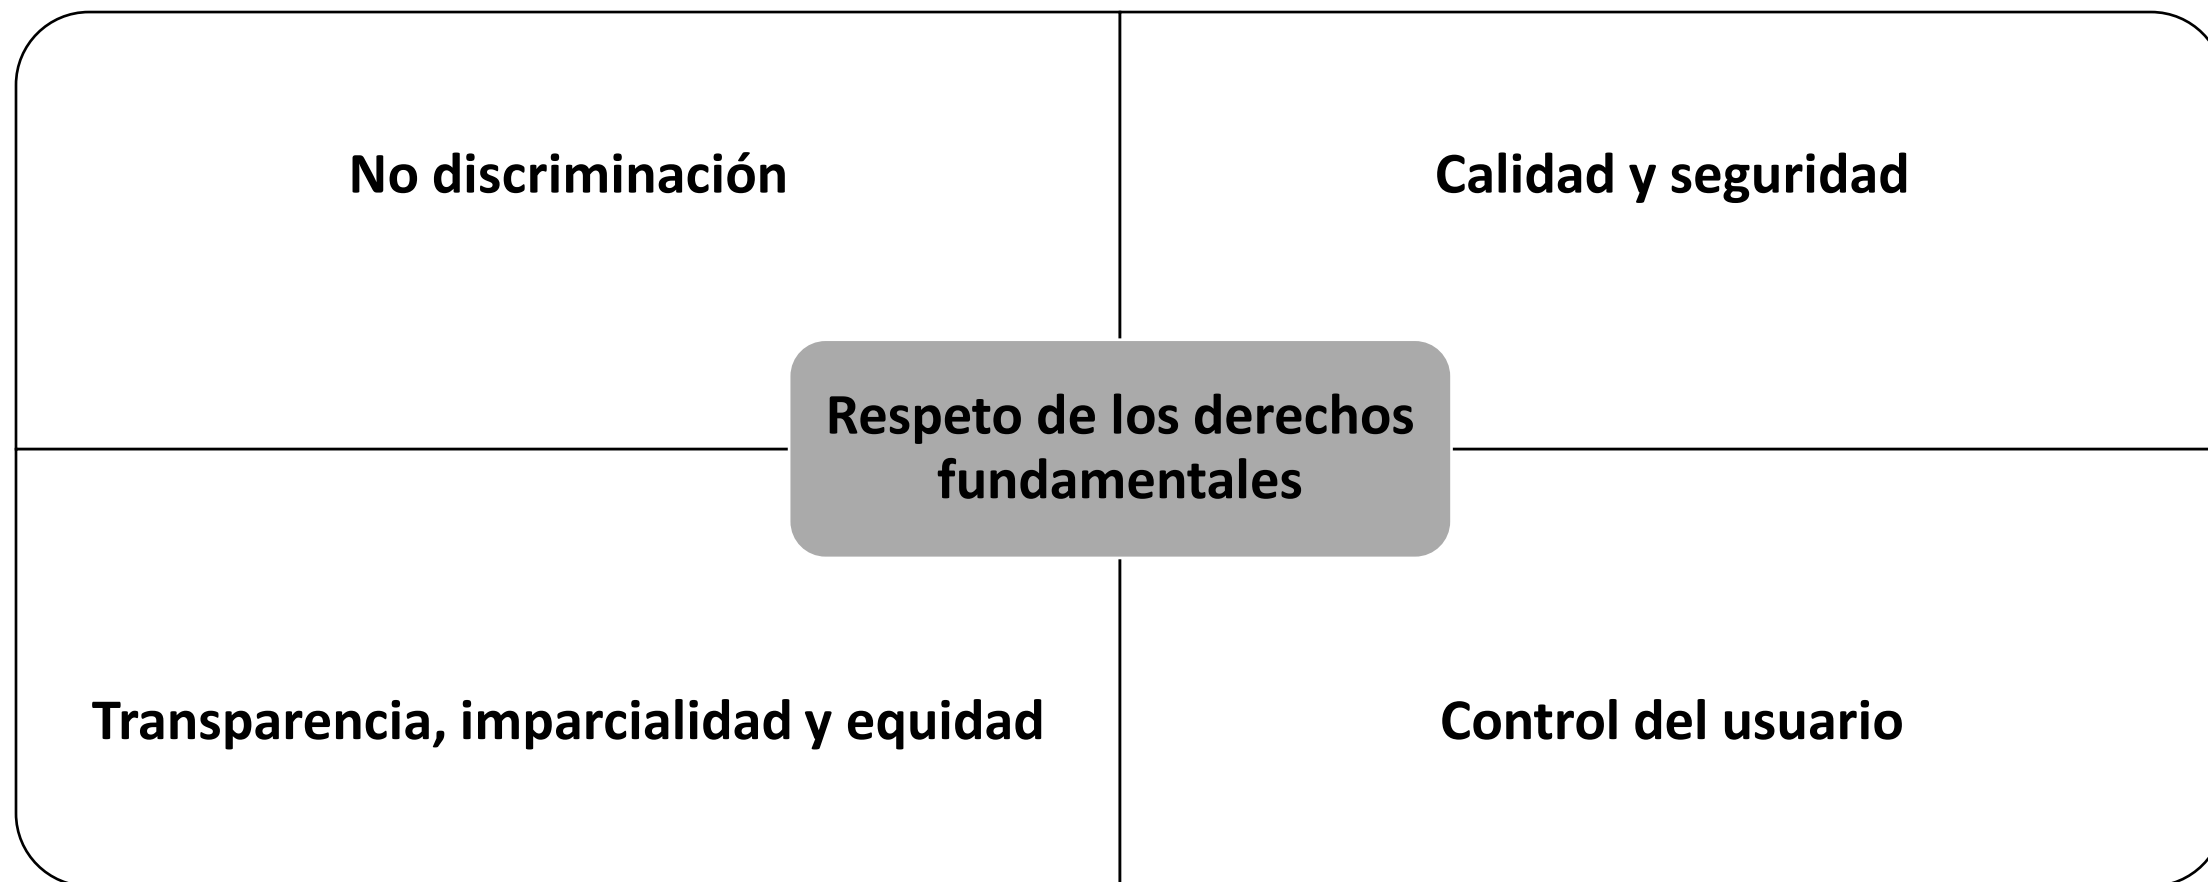 No discriminación
Calidad y seguridad
Respeto de los derechos
fundamentales
Transparencia, imparcialidad y equidad
Control del usuario